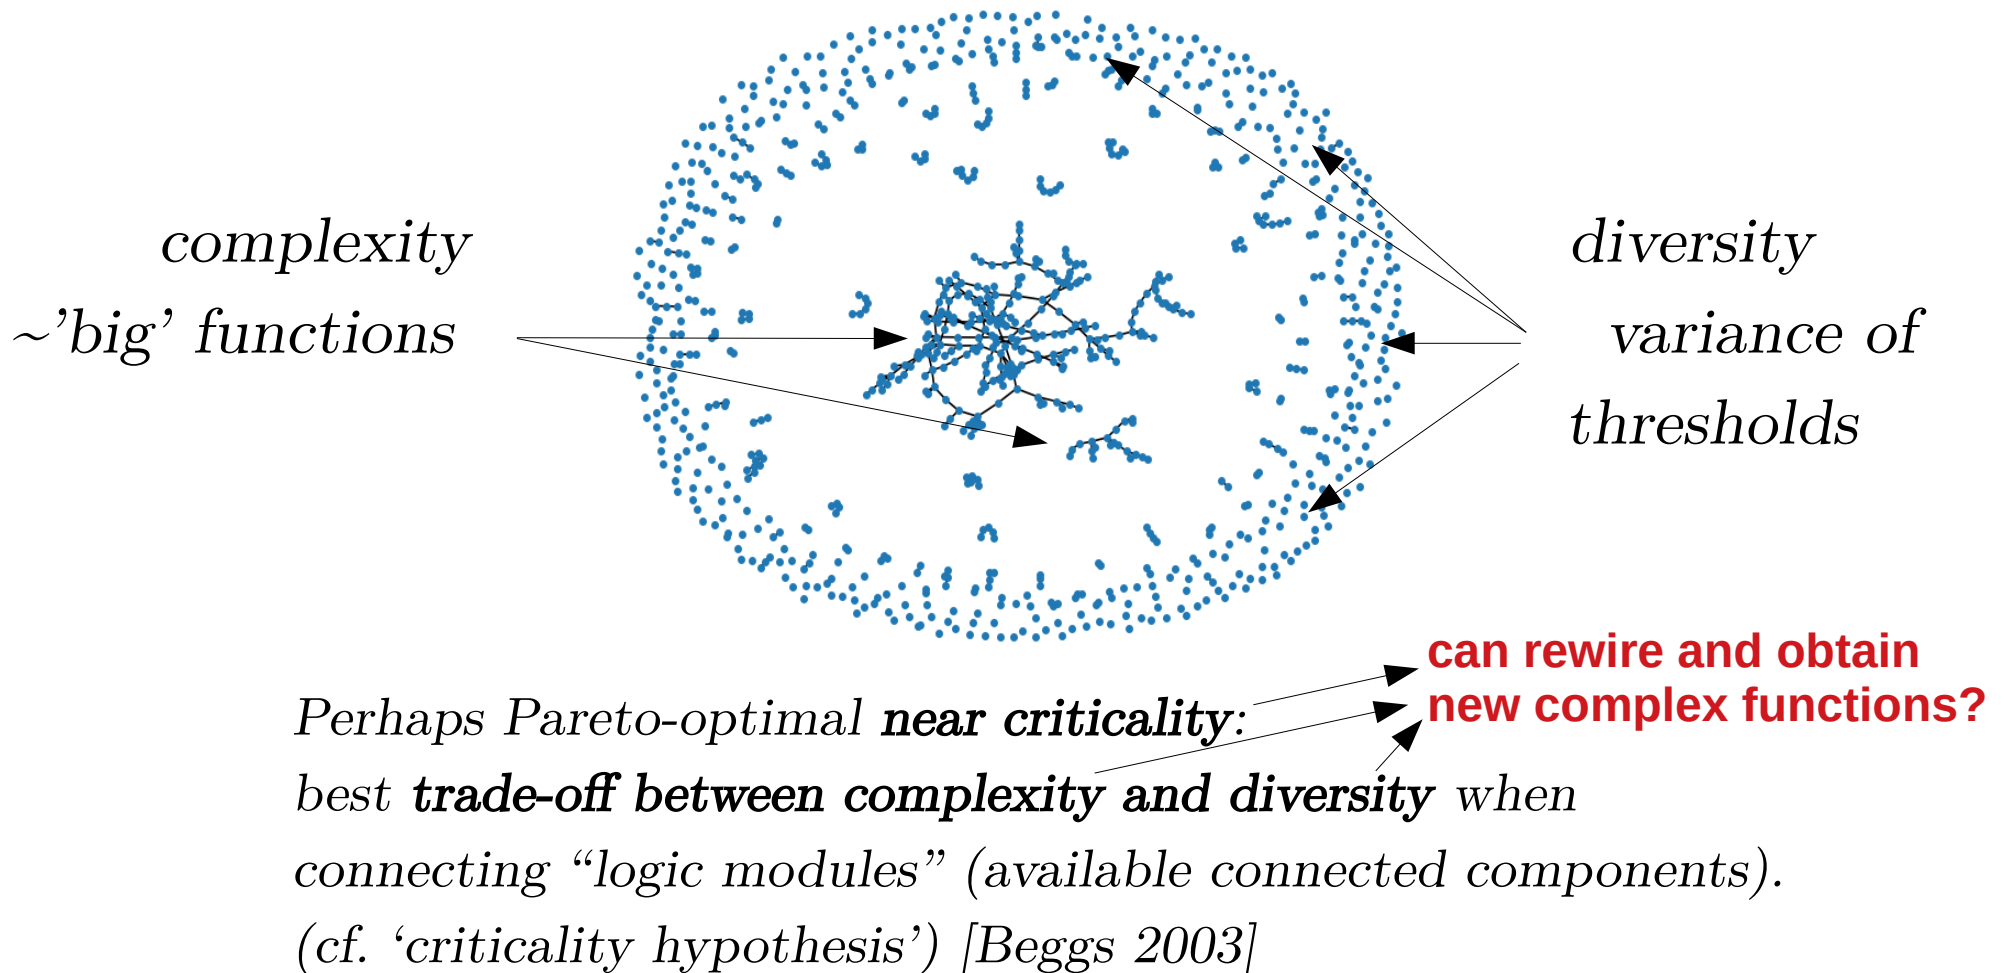 complexity
~’big’ functions
diversity
variance of
thresholds
can rewire and obtain
new complex functions?
Perhaps Pareto-optimal near criticality:
best trade-off between complexity and diversity when
connecting “logic modules” (available connected components).
(cf. ‘criticality hypothesis’) [Beggs 2003]